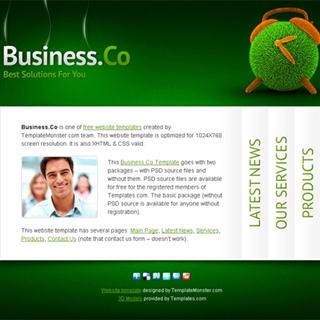 Business.Co
Best Solutions For You
Business.Co is one of free website templates created by
TemplateMonster.com team. This website template is optimized for 1024X768
screen resolution. It is also XHTML & CSS valid.
This Business.Co Template goes with two
packages – with PSD source files and
without them. PSD source files are available
for free for the registered members of
Templates.com. The basic package (without
PSD source is available for anyone without
registration).
This website template has several pages: Main Page, Latest News, Services,
Products, Contact Us (note that contact us form – doesn't work).
LATEST NEWS
OUR SERVICES
PRODUCTS
Website template designed by TemplateMonster.com
3D Models provided by Templates.com